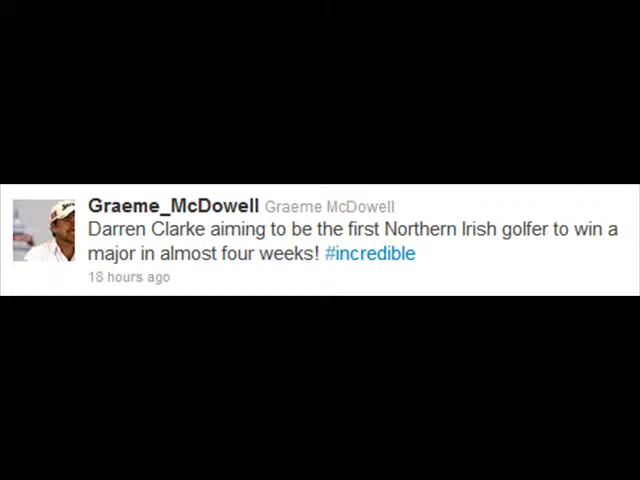 Graeme_McDowell Graeme McDowell
Darren Clarke aiming to be the first Northern Irish golfer to win a
major in almost four weeks! #incredible
18 hours ago